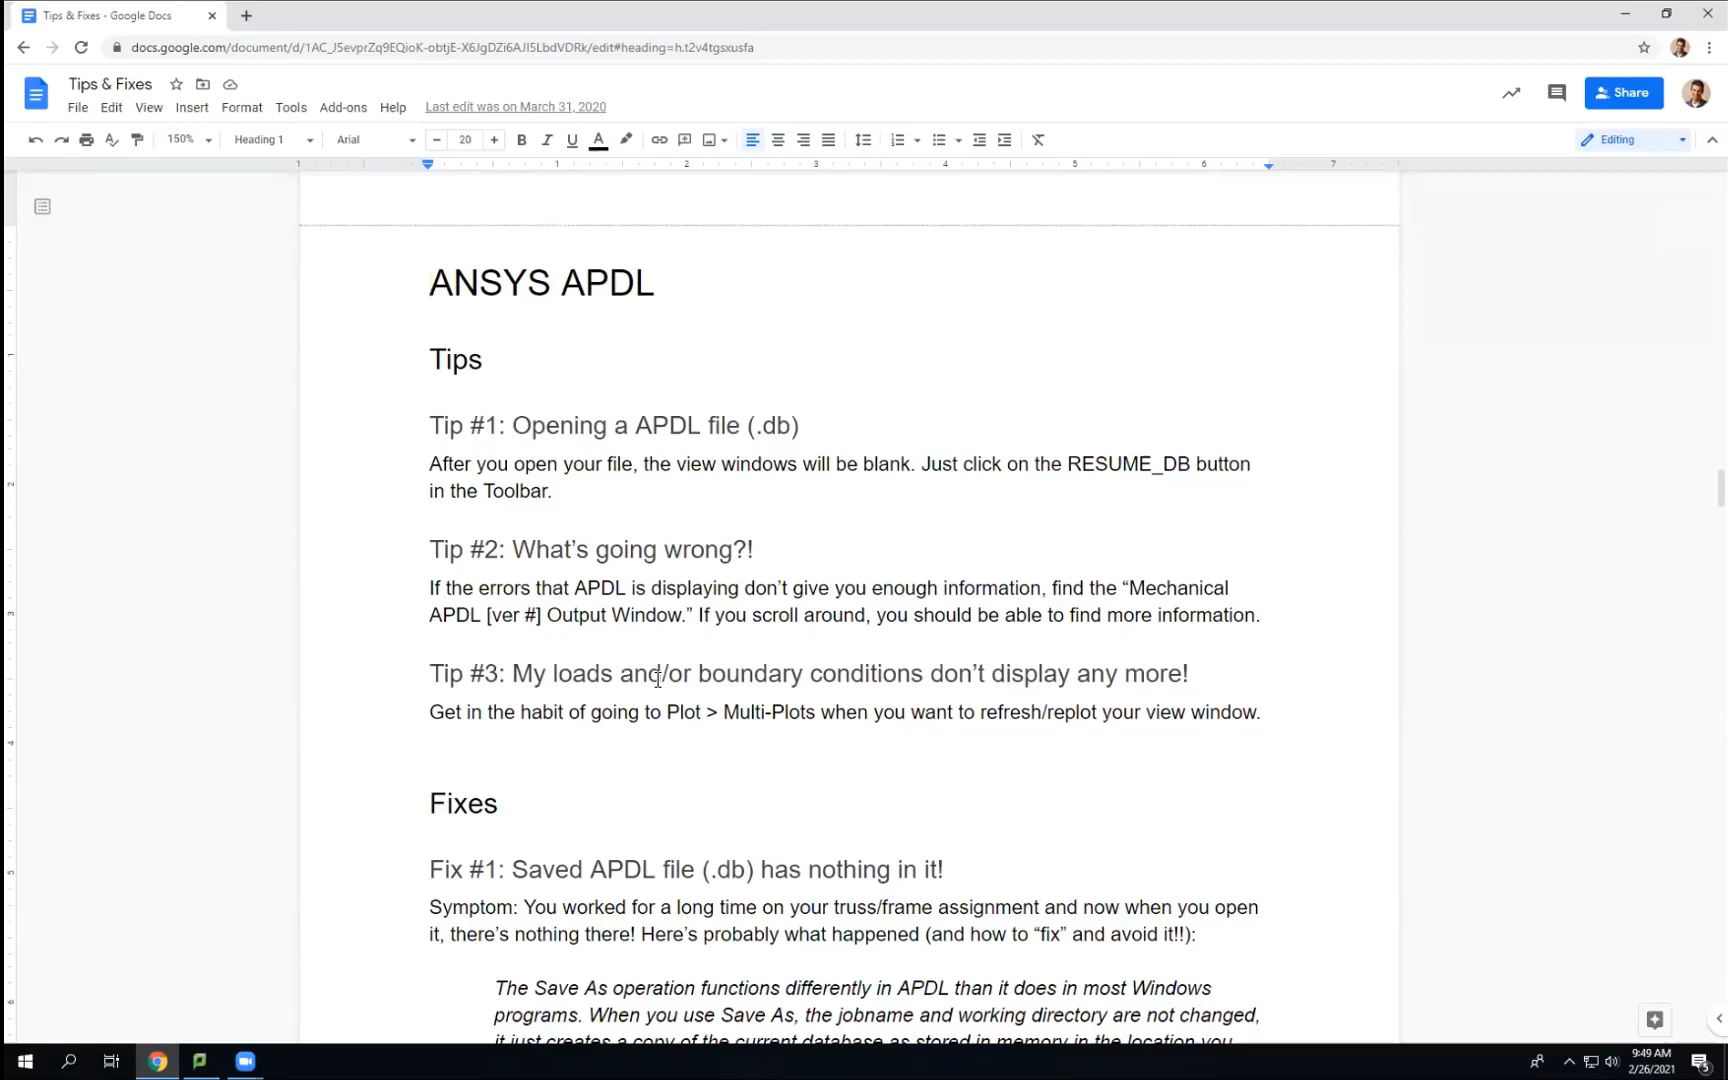 Tips & Fixes - Google Docs
docs.google.com/document/d/1AC_J5evprZq9EQioK-obtjE-X6JgDZi6AJl5LbdVDRk/edit#heading=h.t2v4tgsxusfa
Tips & Fixes
File Edit View Insert Format Tools Add-ons Help Last edit was on March 31, 2020
Share
150% Heading 1 Arial 20 Editing
1 1 2 3 4 5 6 7
ANSYS APDL
Tips
Tip #1: Opening a APDL file (.db)
After you open your file, the view windows will be blank. Just click on the RESUME_DB button
in the Toolbar.
Tip #2: What’s going wrong?!
If the errors that APDL is displaying don’t give you enough information, find the “Mechanical
APDL [ver #] Output Window.” If you scroll around, you should be able to find more information.
Tip #3: My loads and/or boundary conditions don’t display any more!
Get in the habit of going to Plot > Multi-Plots when you want to refresh/replot your view window.
Fixes
Fix #1: Saved APDL file (.db) has nothing in it!
Symptom: You worked for a long time on your truss/frame assignment and now when you open
it, there’s nothing there! Here’s probably what happened (and how to “fix” and avoid it!!):
The Save As operation functions differently in APDL than it does in most Windows
programs. When you use Save As, the jobname and working directory are not changed,
it just creates a copy of the current database as stored in memory in the location you
9:49 AM
2/26/2021
5